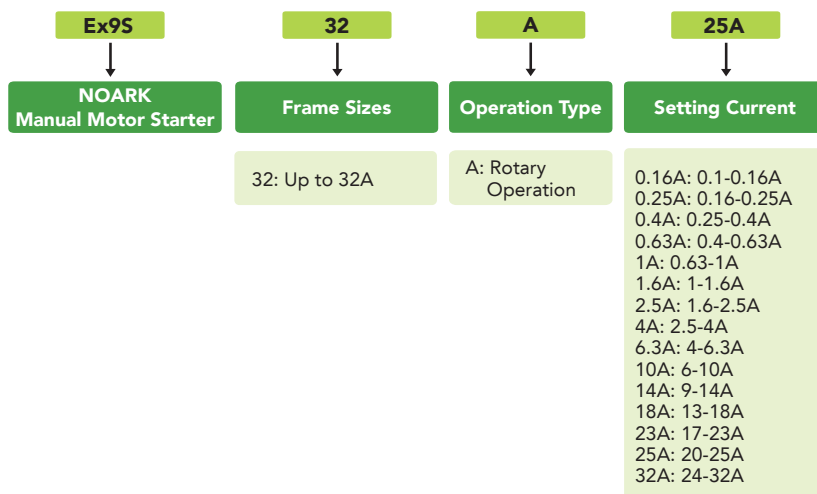 Ex9S
32
A
25A
NOARK
Manual Motor Starter
Frame Sizes
Operation Type
Setting Current
32: Up to 32A
A: Rotary
Operation
0.16A: 0.1-0.16A
0.25A: 0.16-0.25A
0.4A: 0.25-0.4A
0.63A: 0.4-0.63A
1A: 0.63-1A
1.6A: 1-1.6A
2.5A: 1.6-2.5A
4A: 2.5-4A
6.3A: 4-6.3A
10A: 6-10A
14A: 9-14A
18A: 13-18A
23A: 17-23A
25A: 20-25A
32A: 24-32A